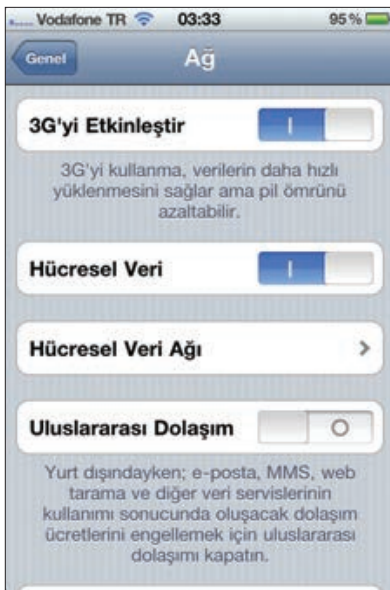 Vodafone TR 03:33 95%
Genel Ağ
3G'yi Etkinleştir
3G'yi kullanma, verilerin daha hızlı
yüklenmesini sağlar ama pil ömrünü
azaltabilir.
Hücresel Veri
Hücresel Veri Ağı
Uluslararası Dolaşım
Yurt dışındayken; e-posta, MMS, web
tarama ve diğer veri servislerinin
kullanımı sonucunda oluşacak dolaşım
ücretlerini engellemek için uluslararası
dolaşımı kapatın.